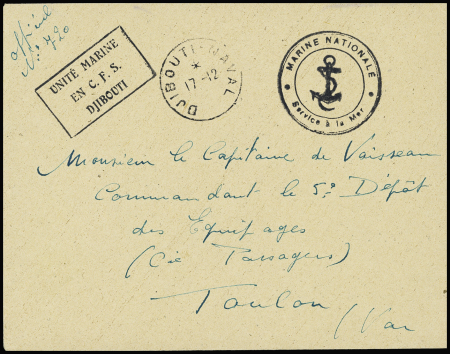 officiel
N° 720
UNITÉ MARINE
EN C. F. S.
DJIBOUTI
DJIBOUTI-NAVAL
*
17-12
MARINE NATIONALE
Service à la Mer
Monsieur le Capitaine de Vaisseau
Commandant le 5e Dépôt
des Equipages
(Cie Passagers)
Toulon
(Var